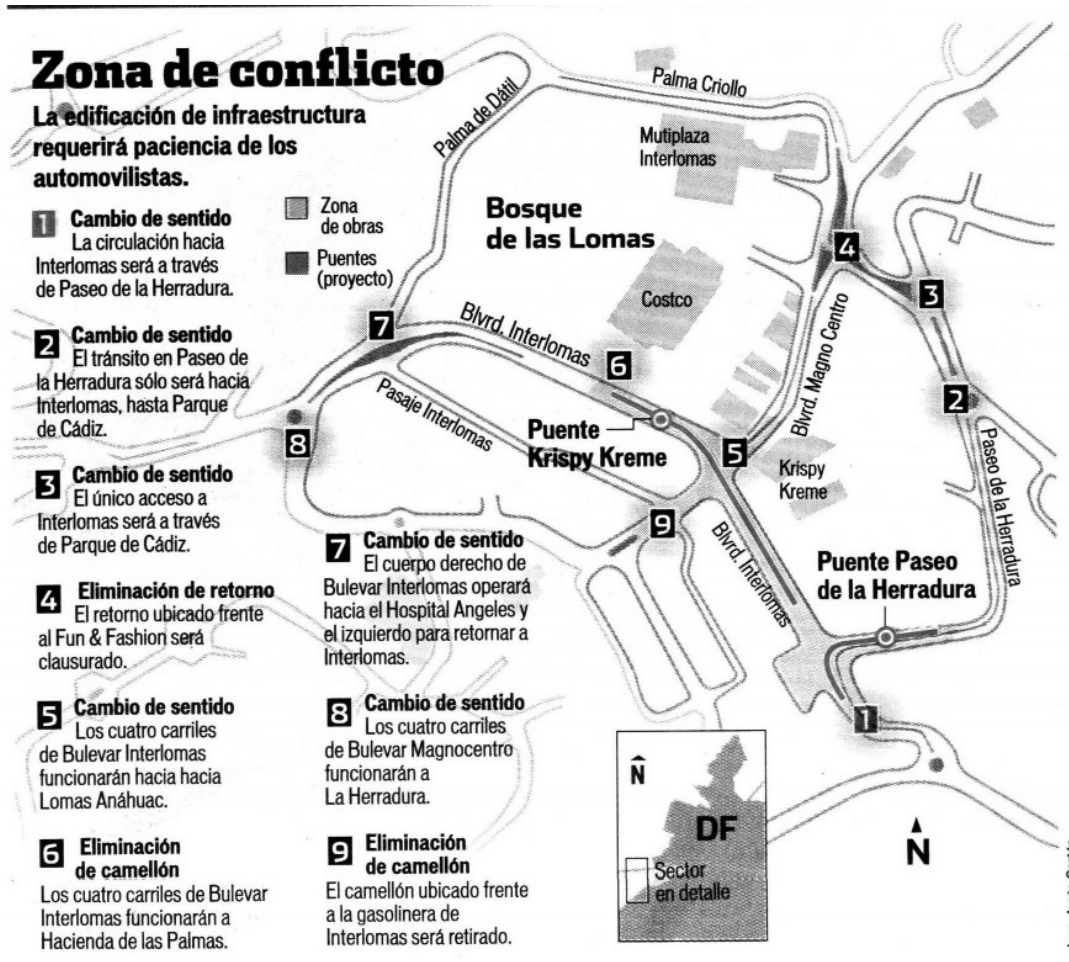 Zona de conflicto
La edificación de infraestructura
requerirá paciencia de los
automovilistas.
1 Cambio de sentido
La circulación hacia
Interlomas será a través
de Paseo de la Herradura.
2 Cambio de sentido
El tránsito en Paseo de
la Herradura sólo será hacia
Interlomas, hasta Parque
de Cádiz.
3 Cambio de sentido
El único acceso a
Interlomas será a través
de Parque de Cádiz.
4 Eliminación de retorno
El retorno ubicado frente
al Fun & Fashion será
clausurado.
5 Cambio de sentido
Los cuatro carriles
de Bulevar Interlomas
funcionarán hacia hacia
Lomas Anáhuac.
6 Eliminación
de camellón
Los cuatro carriles de Bulevar
Interlomas funcionarán a
Hacienda de las Palmas.
7 Cambio de sentido
El cuerpo derecho de
Bulevar Interlomas operará
hacia el Hospital Angeles y
el izquierdo para retornar a
Interlomas.
8 Cambio de sentido
Los cuatro carriles
de Bulevar Magnocentro
funcionarán a
La Herradura.
9 Eliminación
de camellón
El camellón ubicado frente
a la gasolinera de
Interlomas será retirado.
Zona
de obras
Puentes
(proyecto)
Palma de Dátil
Palma Criollo
Mutiplaza
Interlomas
Bosque
de las Lomas
Costco
4
3
7
Blvrd. Interlomas
6
Blvrd. Magno Centro
2
Pasaje Interlomas
8
Puente
Krispy Kreme
5
Krispy
Kreme
Paseo de la Herradura
9
Blvrd. Interlomas
Puente Paseo
de la Herradura
1
N
DF
Sector
en detalle
N